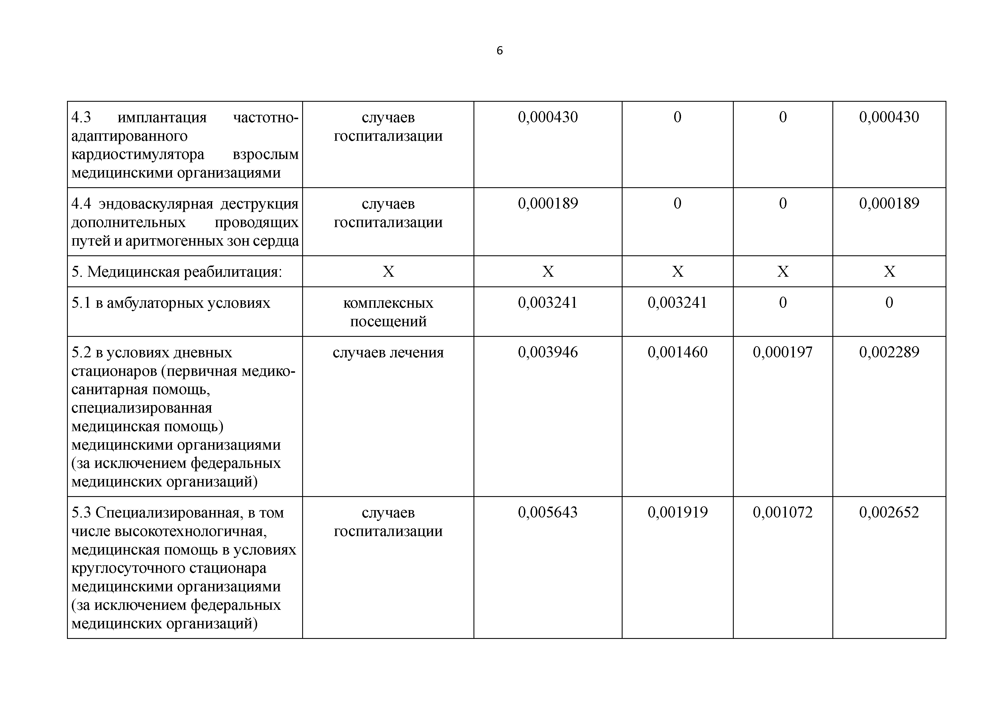 6
4.3 имплантация частотно-
адаптированного
кардиостимулятора взрослым
медицинскими организациями
случаев
госпитализации
0,000430
0
0
0,000430
4.4 эндоваскулярная деструкция
дополнительных проводящих
путей и аритмогенных зон сердца
случаев
госпитализации
0,000189
0
0
0,000189
5. Медицинская реабилитация:
Х
Х
Х
Х
Х
5.1 в амбулаторных условиях
комплексных
посещений
0,003241
0,003241
0
0
5.2 в условиях дневных
стационаров (первичная медико-
санитарная помощь,
специализированная
медицинская помощь)
медицинскими организациями
(за исключением федеральных
медицинских организаций)
случаев лечения
0,003946
0,001460
0,000197
0,002289
5.3 Специализированная, в том
числе высокотехнологичная,
медицинская помощь в условиях
круглосуточного стационара
медицинскими организациями
(за исключением федеральных
медицинских организаций)
случаев
госпитализации
0,005643
0,001919
0,001072
0,002652